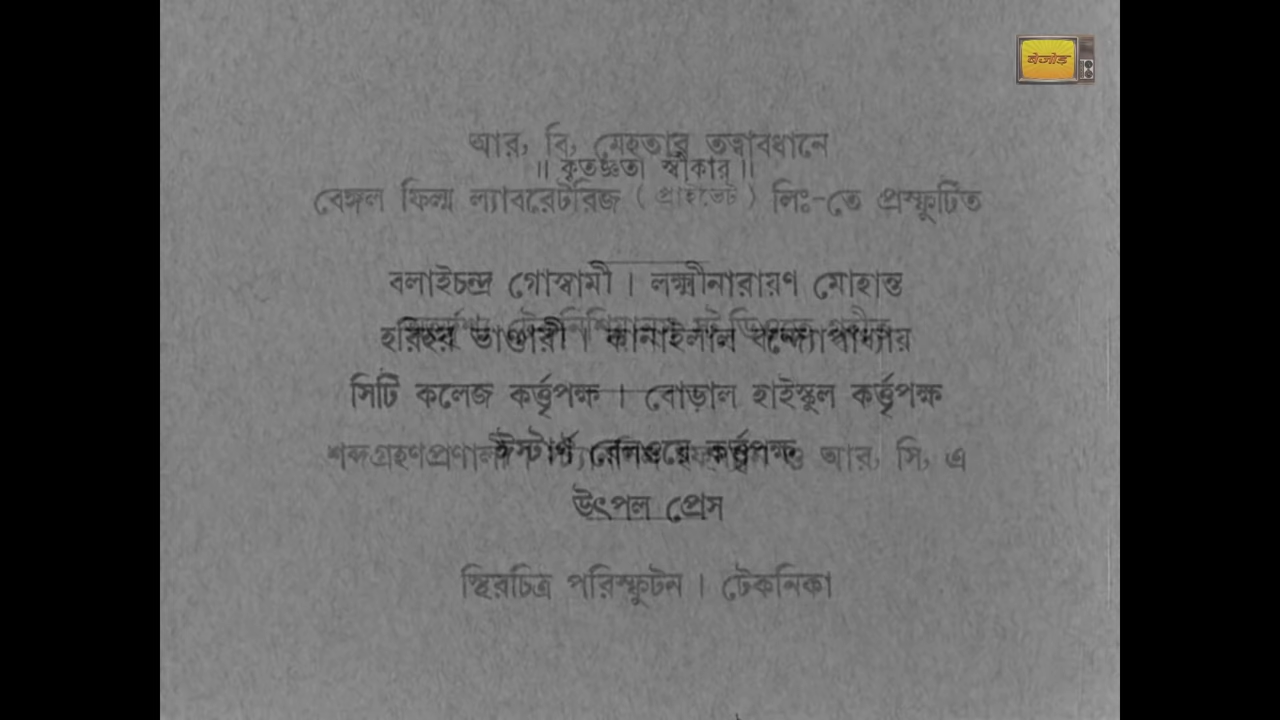 बेजोड़
আর, বি, মেহতার তত্বাবধানে
॥ কৃতজ্ঞতা স্বীকার ॥
বেঙ্গল ফিল্ম ল্যাবরেটরিজ ( প্রাইভেট ) লিঃ-তে প্রস্ফুটিত
বলাইচন্দ্র গোস্বামী । লক্ষ্মীনারায়ণ মোহান্ত
হরিহর ভাণ্ডারী । কানাইলাল বন্দ্যোপাধ্যায়
সিটি কলেজ কর্ত্তৃপক্ষ । বোড়াল হাইস্কুল কর্ত্তৃপক্ষ
ঈস্টার্ণ রেলওয়ে কর্ত্তৃপক্ষ
শব্দগ্রহণপ্রণালী আর, সি, এ
উৎপল প্রেস
স্থিরচিত্র পরিস্ফুটন । টেকনিকা